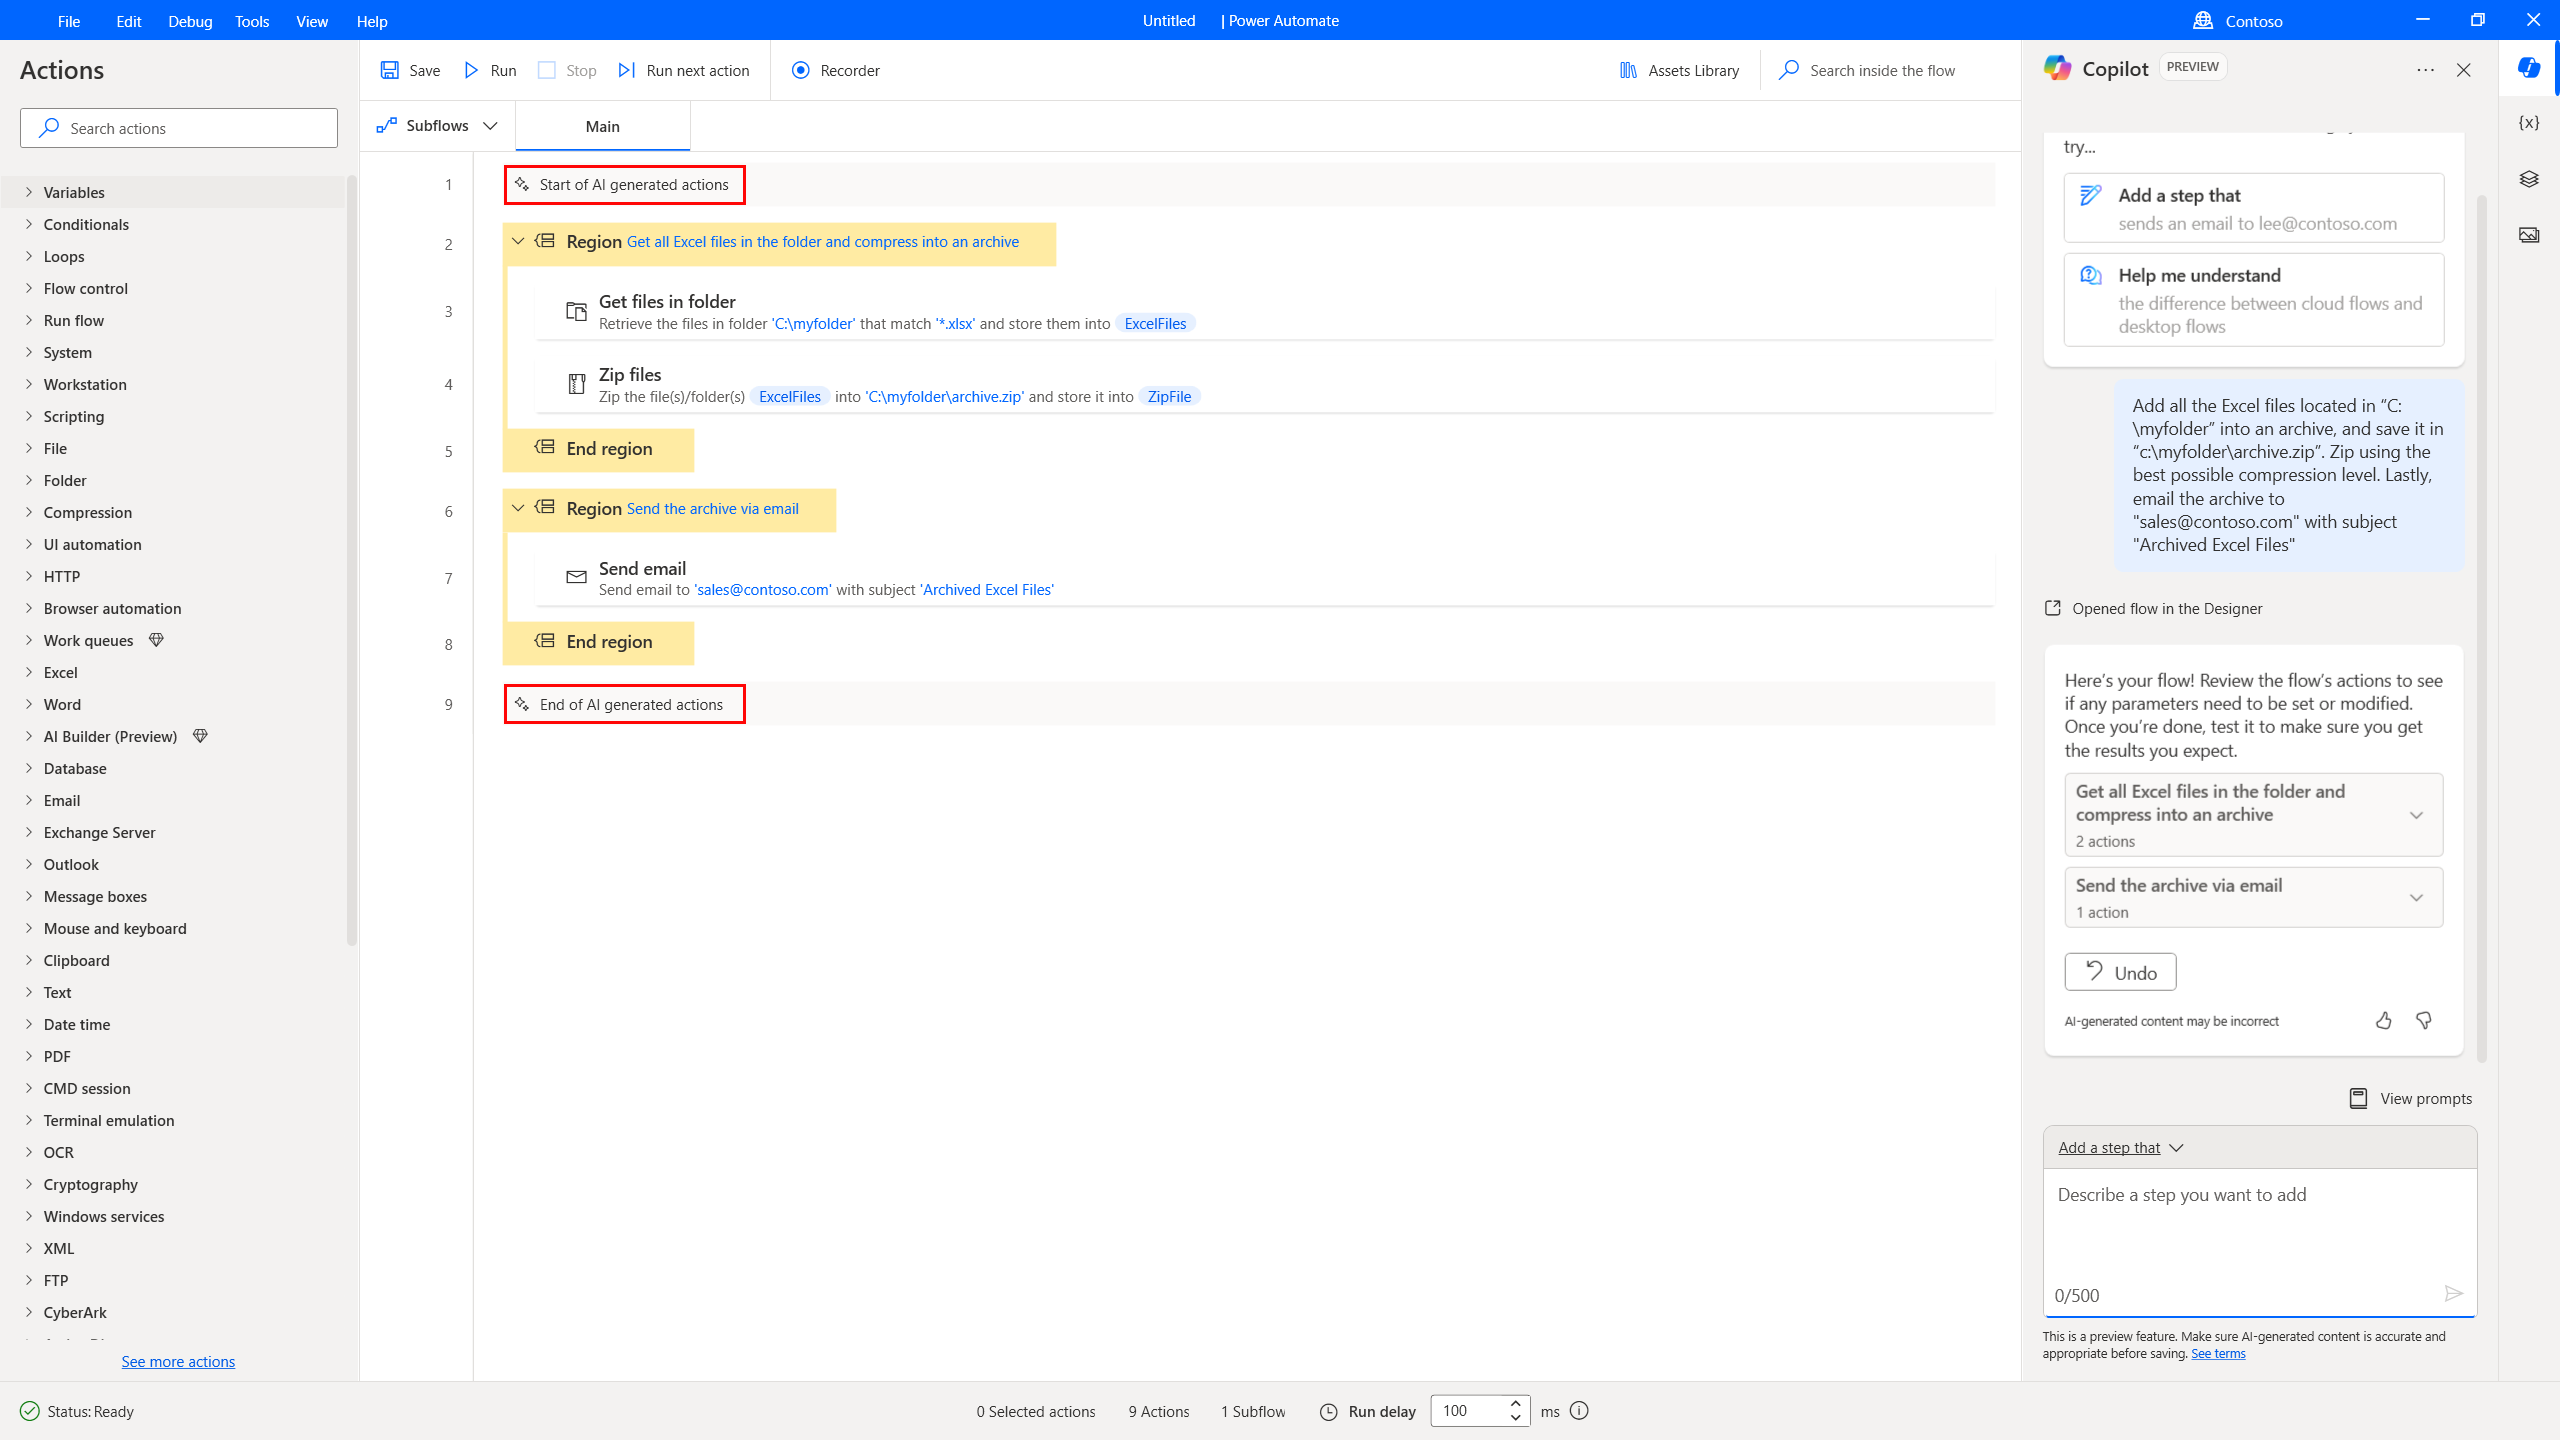 File Edit Debug Tools View Help
Untitled | Power Automate
Contoso
Actions
Search actions
Variables
Conditionals
Loops
Flow control
Run flow
System
Workstation
Scripting
File
Folder
Compression
UI automation
HTTP
Browser automation
Work queues
Excel
Word
AI Builder (Preview)
Database
Email
Exchange Server
Outlook
Message boxes
Mouse and keyboard
Clipboard
Text
Date time
PDF
CMD session
Terminal emulation
OCR
Cryptography
Windows services
XML
FTP
CyberArk
See more actions
Save Run Stop Run next action Recorder
Assets Library Search inside the flow
Subflows Main
1 Start of AI generated actions
2 Region Get all Excel files in the folder and compress into an archive
3 Get files in folder
Retrieve the files in folder 'C:\myfolder' that match '*.xlsx' and store them into ExcelFiles
4 Zip files
Zip the file(s)/folder(s) ExcelFiles into 'C:\myfolder\archive.zip' and store it into ZipFile
5 End region
6 Region Send the archive via email
7 Send email
Send email to 'sales@contoso.com' with subject 'Archived Excel Files'
8 End region
9 End of AI generated actions
Copilot PREVIEW
try...
Add a step that
sends an email to lee@contoso.com
Help me understand
the difference between cloud flows and
desktop flows
Add all the Excel files located in “C:
\myfolder” into an archive, and save it in
“c:\myfolder\archive.zip”. Zip using the
best possible compression level. Lastly,
email the archive to
"sales@contoso.com" with subject
"Archived Excel Files"
Opened flow in the Designer
Here’s your flow! Review the flow’s actions to see
if any parameters need to be set or modified.
Once you’re done, test it to make sure you get
the results you expect.
Get all Excel files in the folder and
compress into an archive
2 actions
Send the archive via email
1 action
Undo
AI-generated content may be incorrect
View prompts
Add a step that
Describe a step you want to add
0/500
This is a preview feature. Make sure AI-generated content is accurate and
appropriate before saving. See terms
{x}
Status: Ready
0 Selected actions 9 Actions 1 Subflow Run delay 100 ms